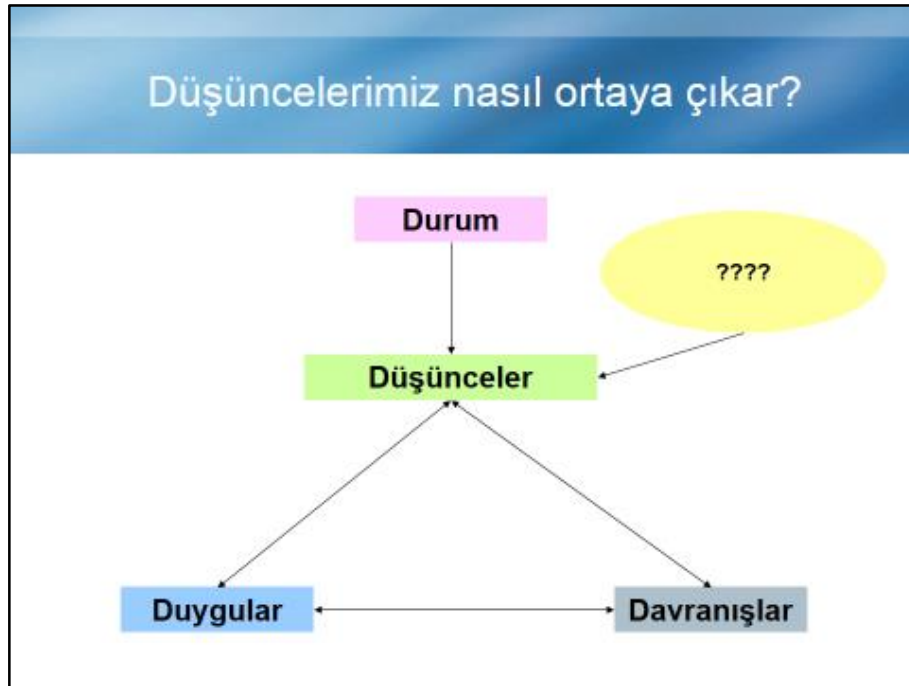 Düşüncelerimiz nasıl ortaya çıkar?
Durum
????
Düşünceler
Duygular
Davranışlar